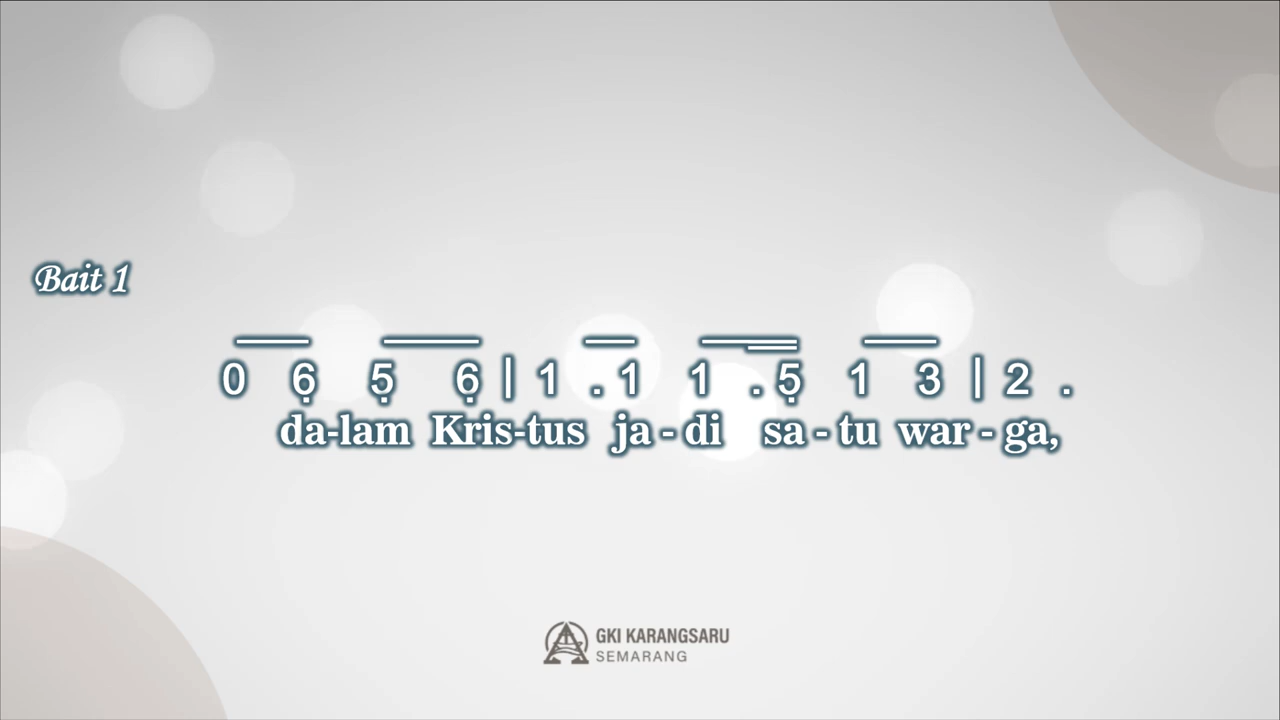 Bait 1
0 6̣ 5̣ 6̣ | 1 . 1 1 . 5̣ 1 3 | 2 .
da-lam Kris-tus ja - di sa - tu war - ga,
GKI KARANGSARU
SEMARANG